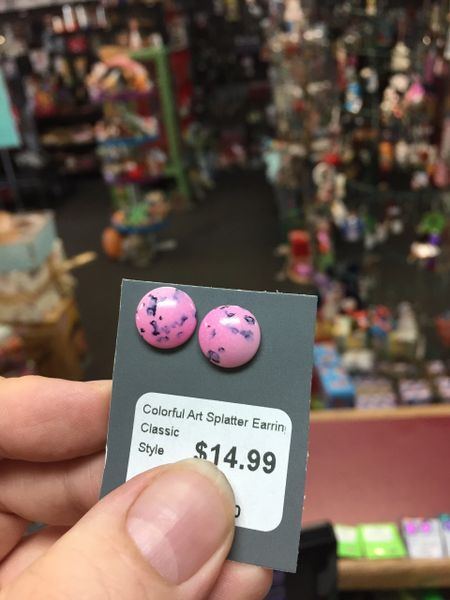 Colorful Art Splatter Earrin
Classic
Style
$14.99